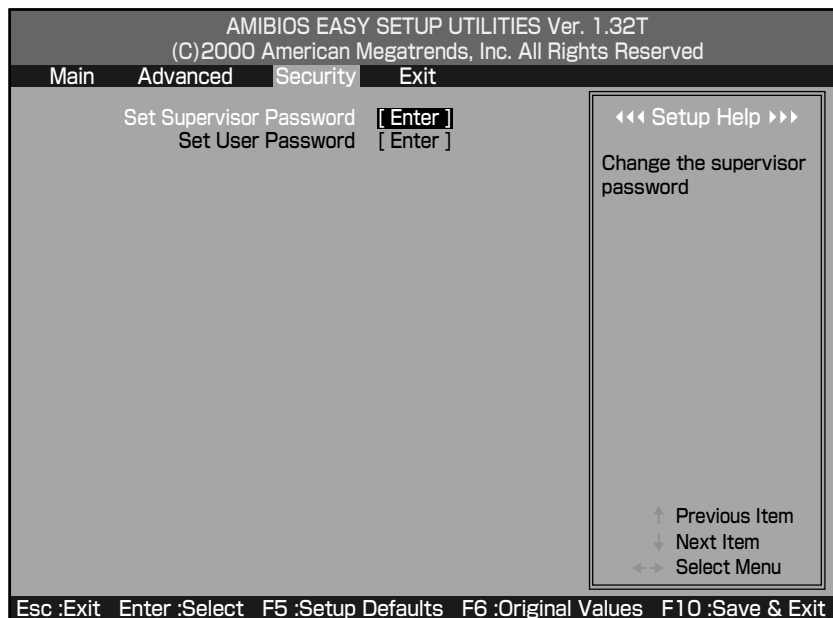 AMIBIOS EASY SETUP UTILITIES Ver. 1.32T
(C)2000 American Megatrends, Inc. All Rights Reserved
Main Advanced Security Exit
Set Supervisor Password [ Enter ]
Set User Password [ Enter ]
Setup Help
Change the supervisor
password
Previous Item
Next Item
Select Menu
Esc :Exit Enter :Select F5 :Setup Defaults F6 :Original Values F10 :Save & Exit